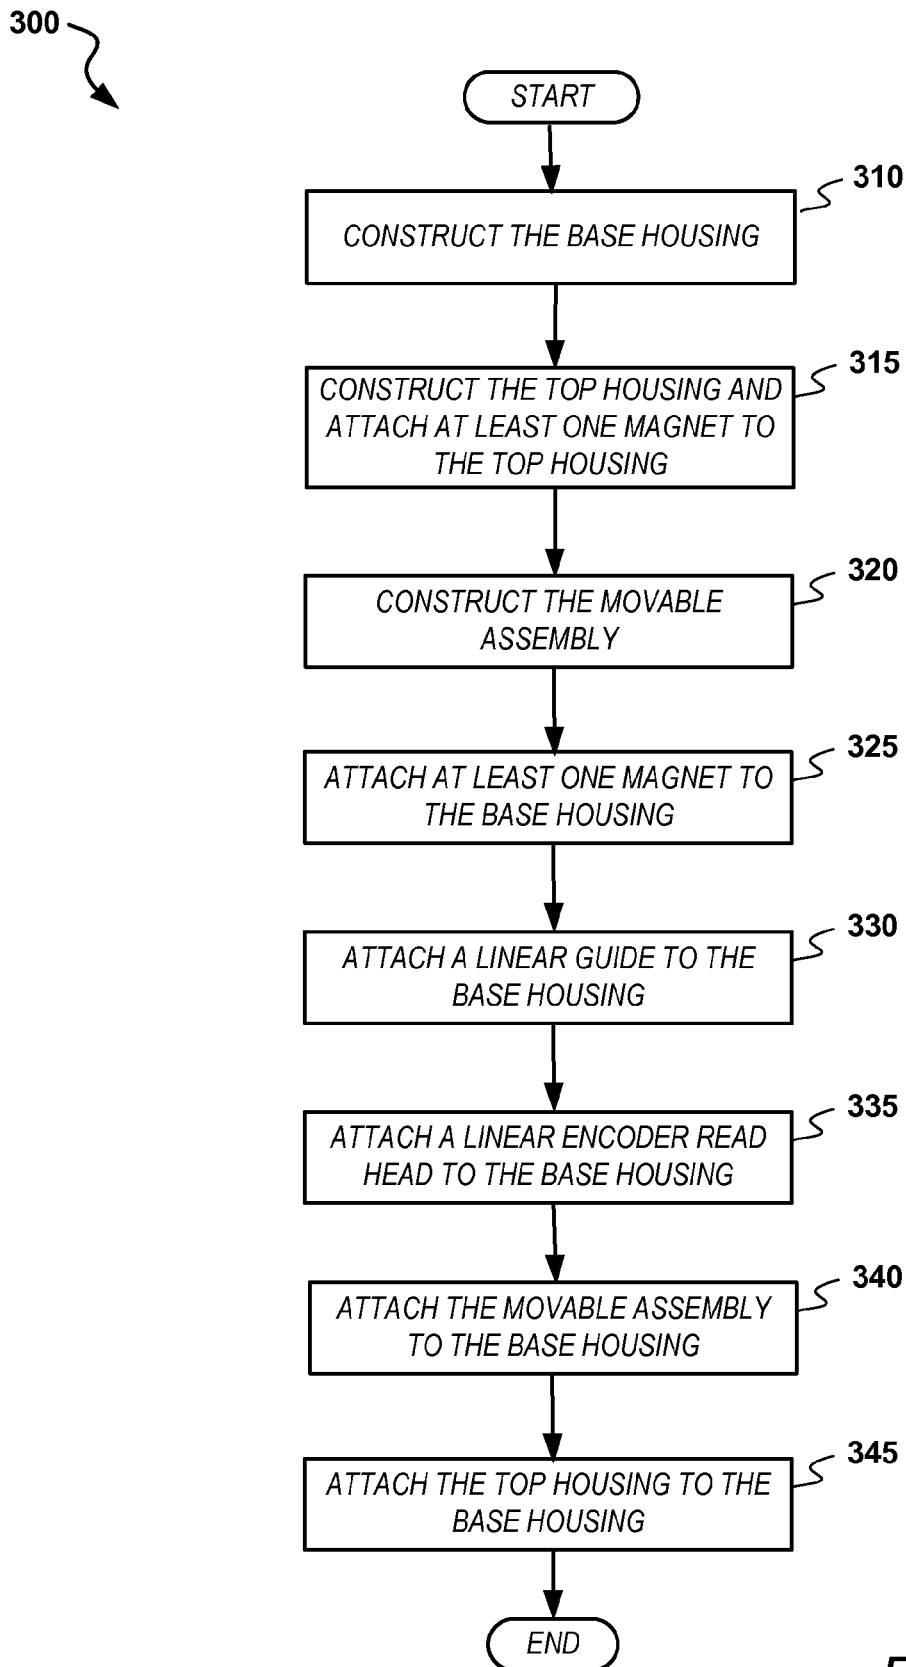 300
START
310
CONSTRUCT THE BASE HOUSING
315
CONSTRUCT THE TOP HOUSING AND
ATTACH AT LEAST ONE MAGNET TO
THE TOP HOUSING
320
CONSTRUCT THE MOVABLE
ASSEMBLY
325
ATTACH AT LEAST ONE MAGNET TO
THE BASE HOUSING
330
ATTACH A LINEAR GUIDE TO THE
BASE HOUSING
335
ATTACH A LINEAR ENCODER READ
HEAD TO THE BASE HOUSING
340
ATTACH THE MOVABLE ASSEMBLY
TO THE BASE HOUSING
345
ATTACH THE TOP HOUSING TO THE
BASE HOUSING
END